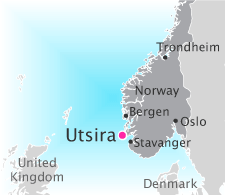 Trondheim
Norway
Bergen
Oslo
Utsira
Stavanger
United
Kingdom
Denmark